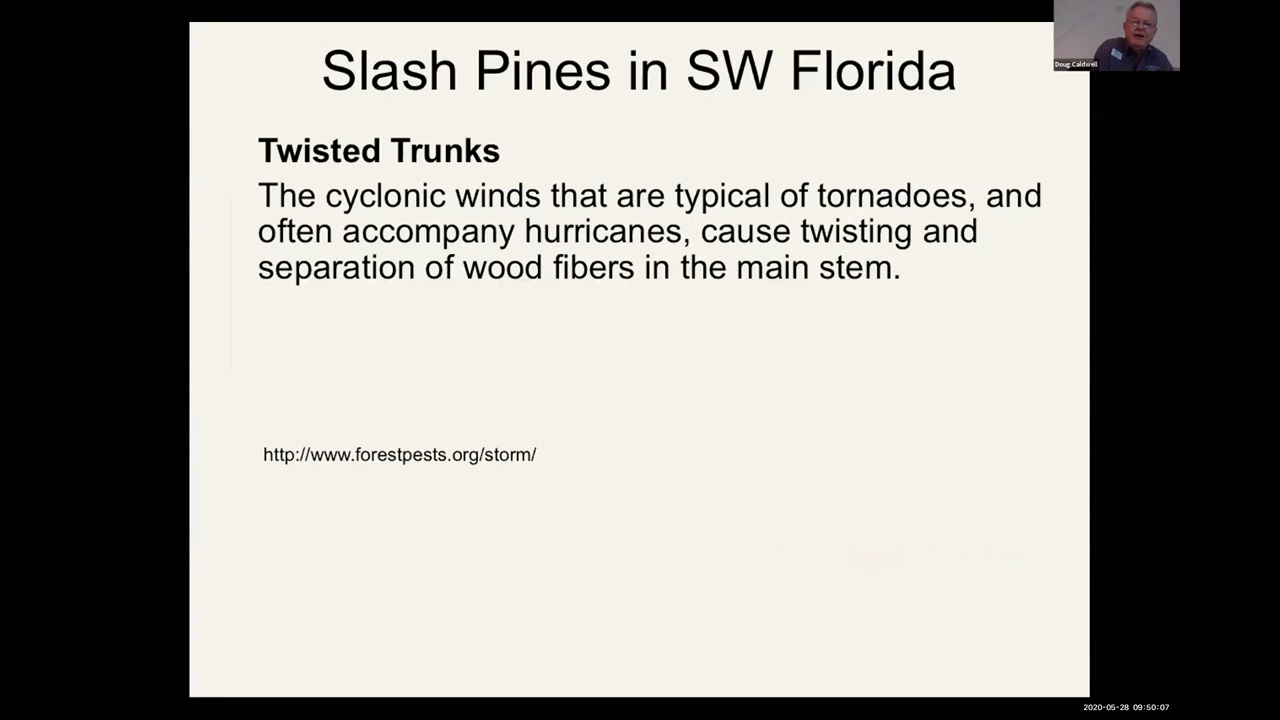 Slash Pines in SW Florida
Doug Caldwell
Twisted Trunks
The cyclonic winds that are typical of tornadoes, and
often accompany hurricanes, cause twisting and
separation of wood fibers in the main stem.
http://www.forestpests.org/storm/
2020-05-28 09:50:07